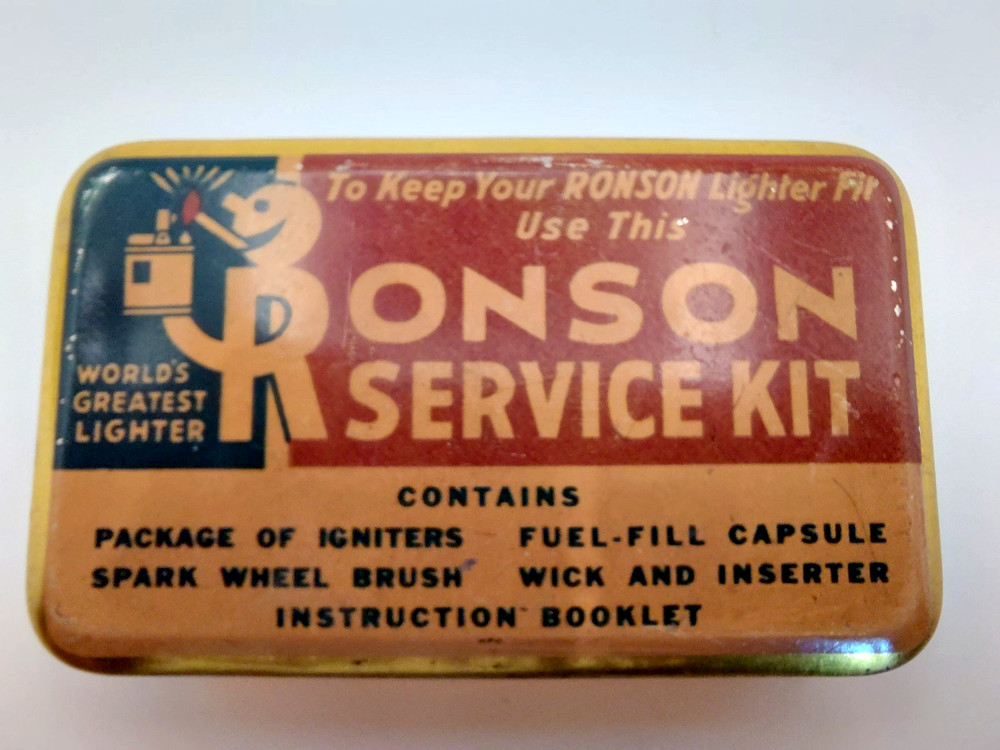 To Keep Your RONSON Lighter Fit
Use This
RONSON
SERVICE KIT
WORLD'S
GREATEST
LIGHTER
CONTAINS
PACKAGE OF IGNITERS FUEL-FILL CAPSULE
SPARK WHEEL BRUSH WICK AND INSERTER
INSTRUCTION BOOKLET